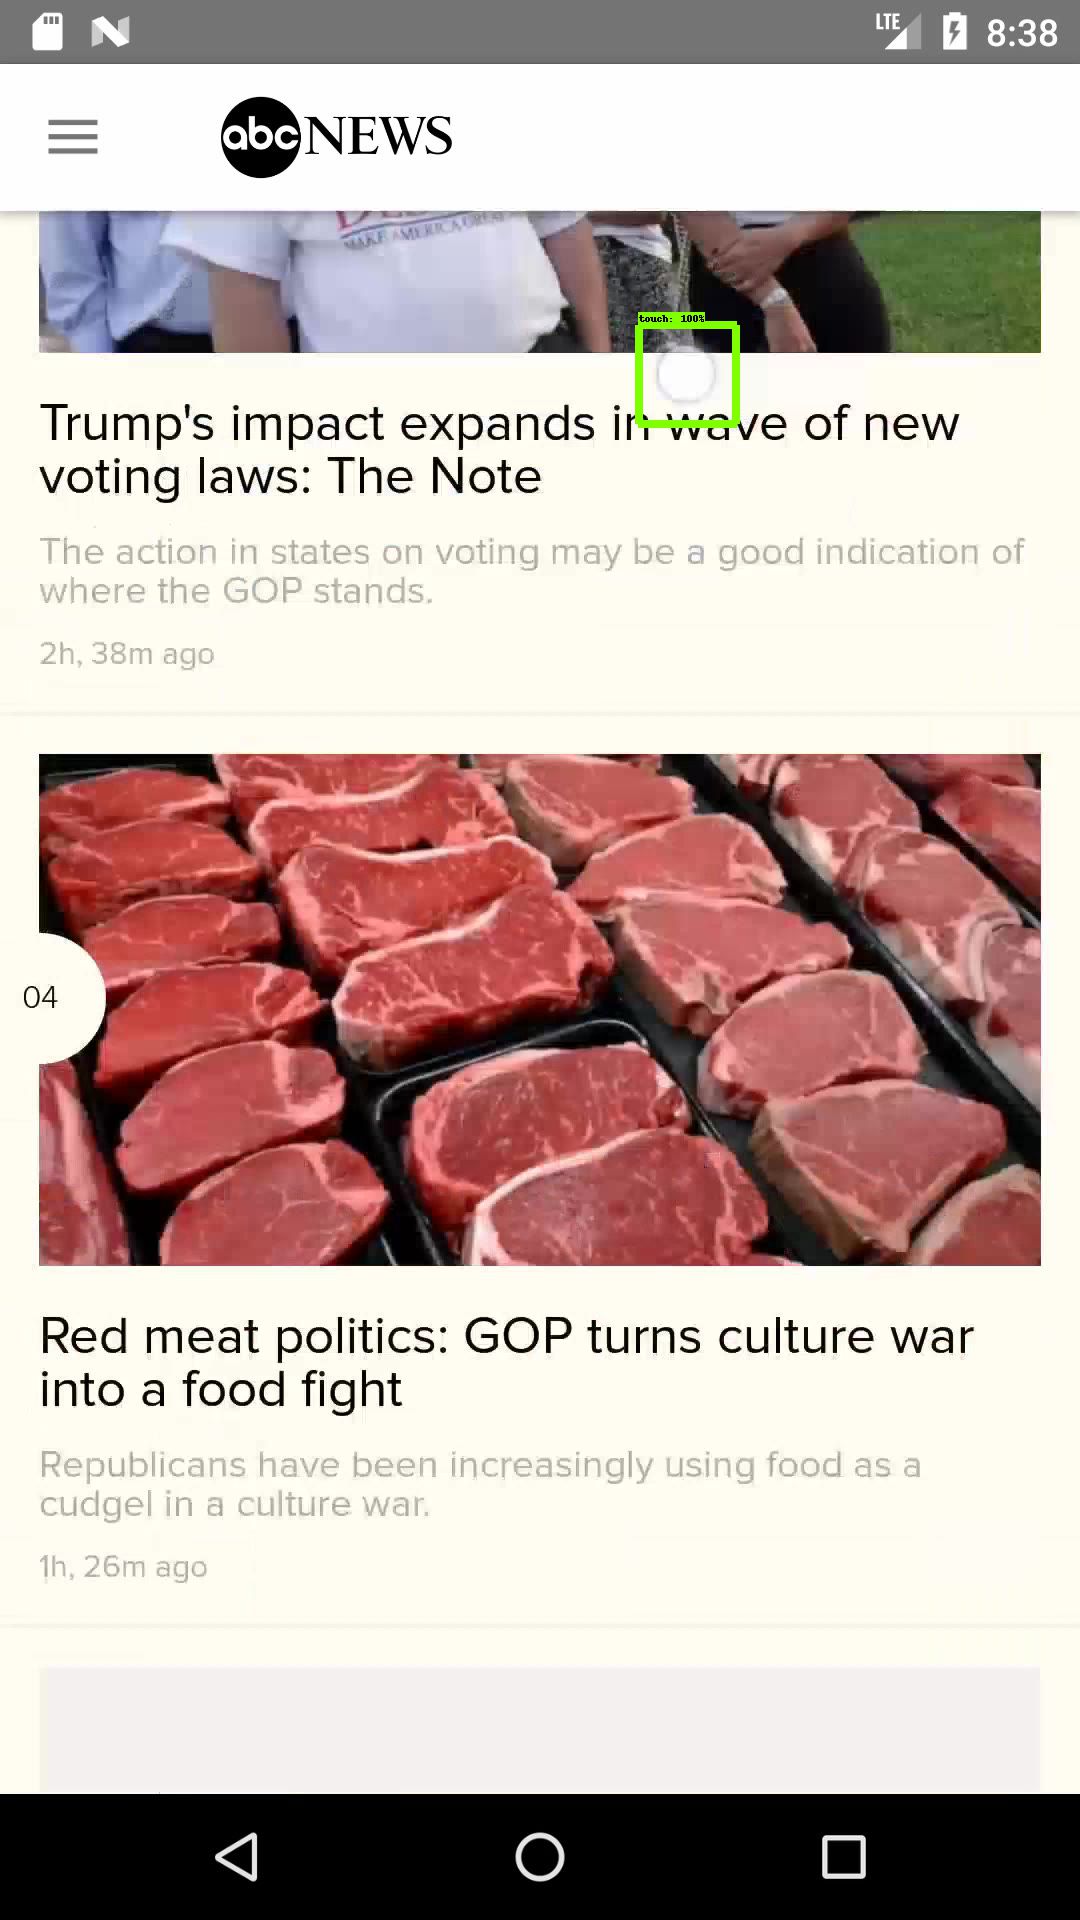 LTE 8:38
abc NEWS
MAKE AMERICA GREAT
touch: 100%
Trump's impact expands in wave of new
voting laws: The Note
The action in states on voting may be a good indication of
where the GOP stands.
2h, 38m ago
04
Red meat politics: GOP turns culture war
into a food fight
Republicans have been increasingly using food as a
cudgel in a culture war.
1h, 26m ago